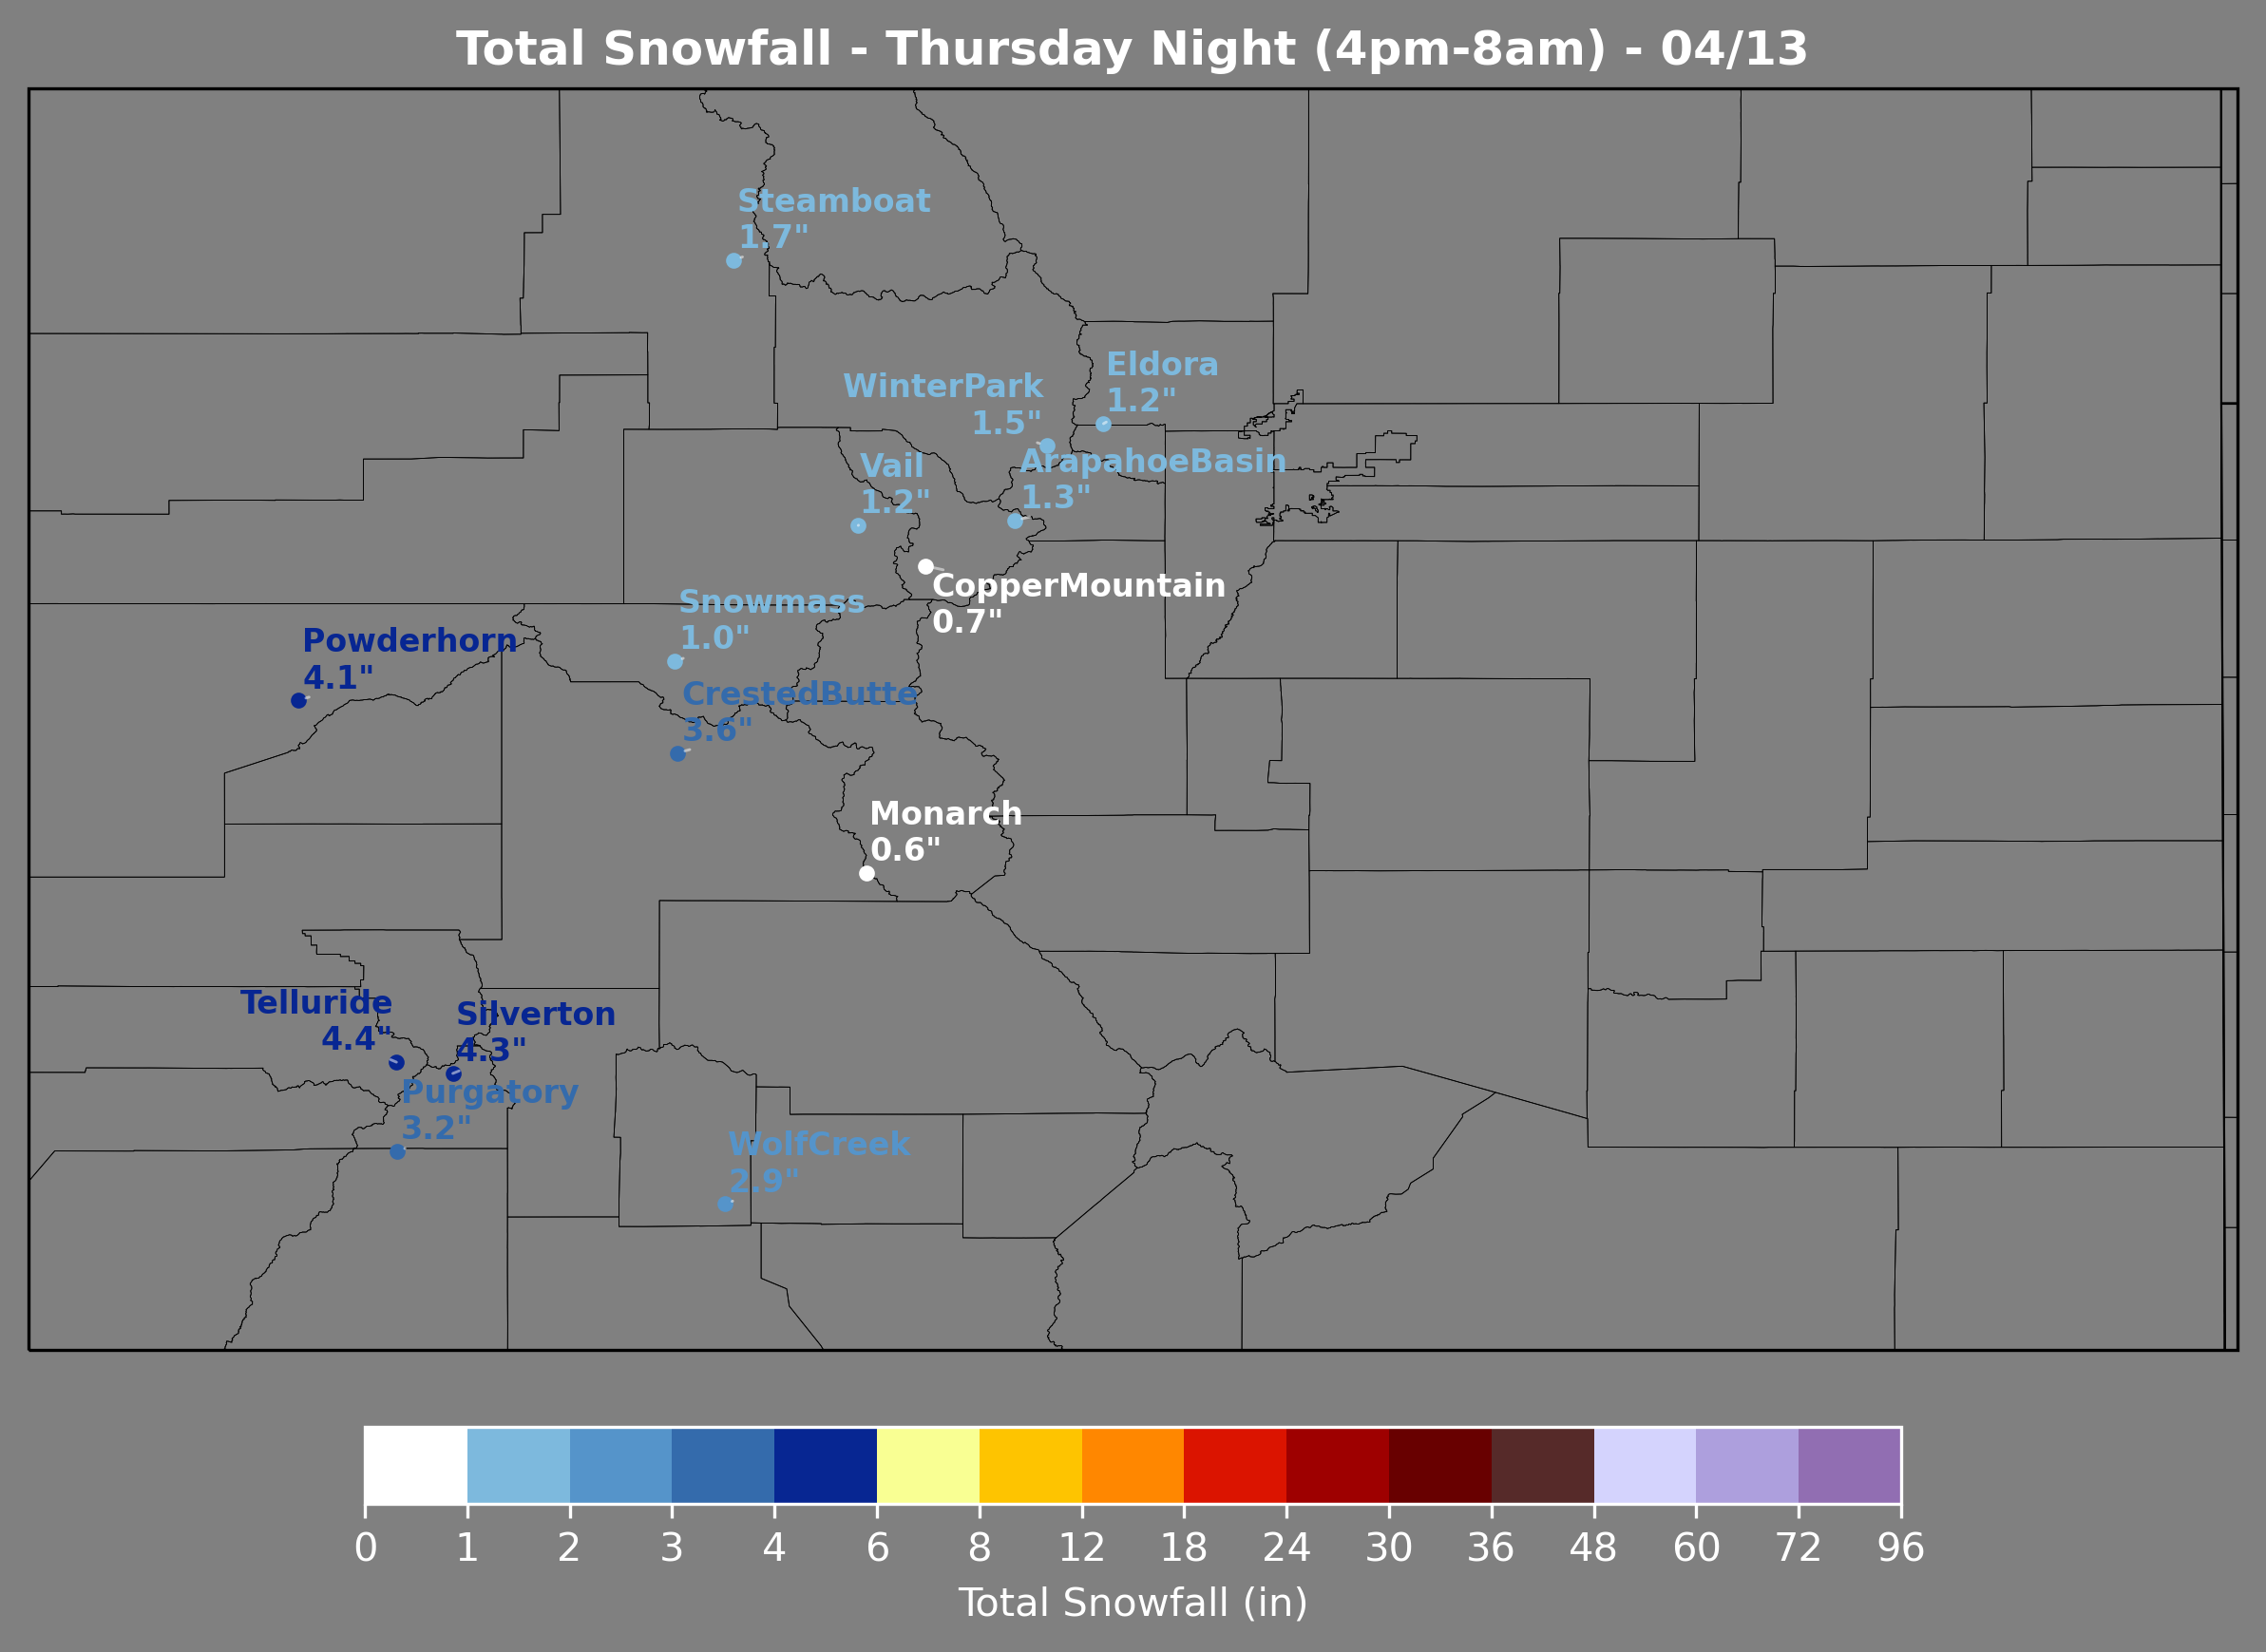 Total Snowfall - Thursday Night (4pm-8am) - 04/13
Steamboat
1.7"
Eldora
1.2"
WinterPark
1.5"
ArapahoeBasin
1.3"
Vail
1.2"
CopperMountain
0.7"
Snowmass
1.0"
Powderhorn
4.1"
CrestedButte
3.6"
Monarch
0.6"
Telluride
4.4"
Silverton
4.3"
Purgatory
3.2"
WolfCreek
2.9"
0 1 2 3 4 6 8 12 18 24 30 36 48 60 72 96
Total Snowfall (in)